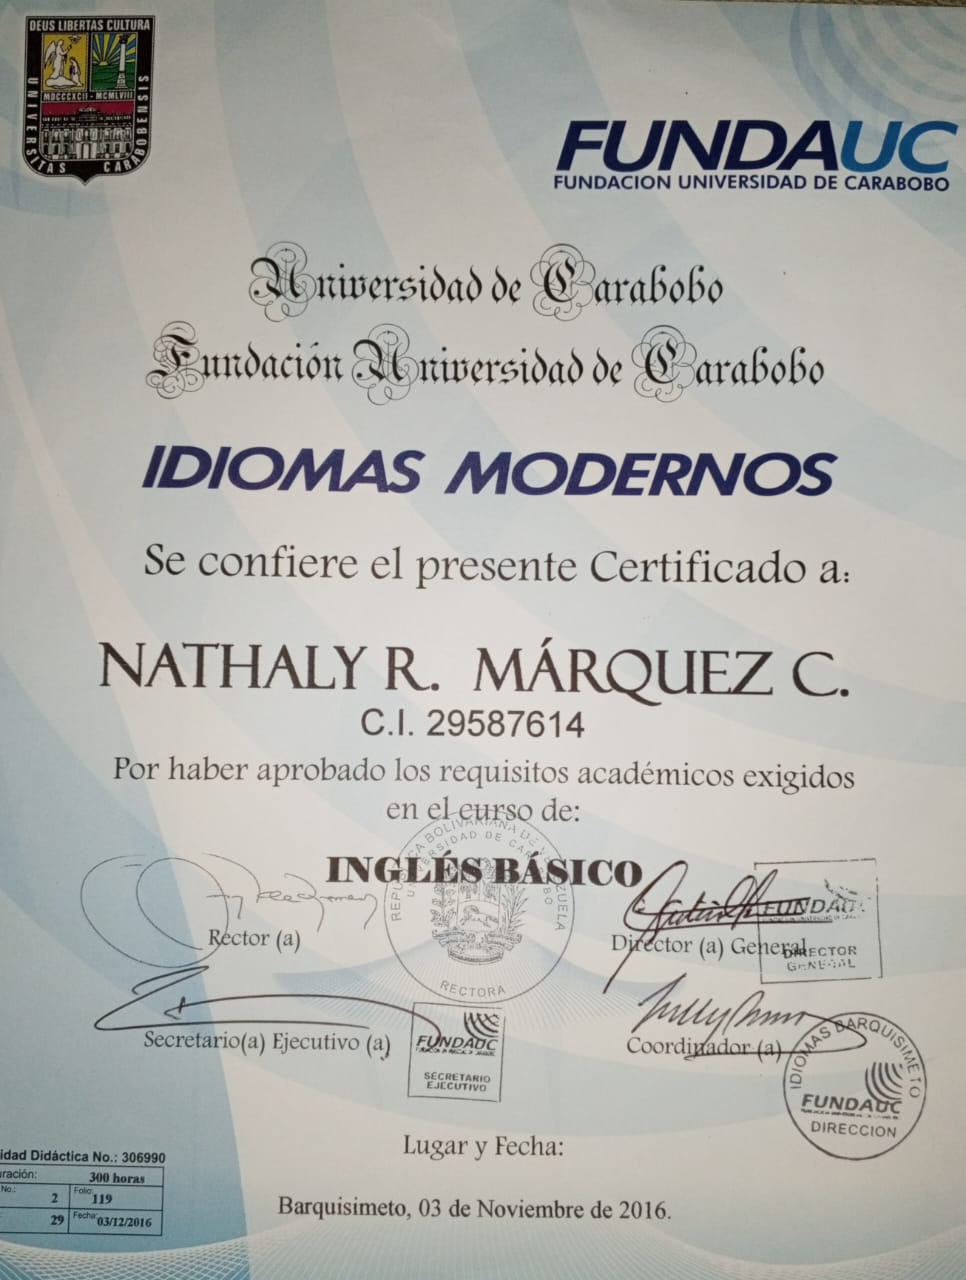 DEUS LIBERTAS CULTURA
MDCCCXCII - MCMLVIII
UNIVERSITAS CARABOBENSIS
FUNDAUC
FUNDACION UNIVERSIDAD DE CARABOBO
Universidad de Carabobo
Fundación Universidad de Carabobo
IDIOMAS MODERNOS
Se confiere el presente Certificado a:
NATHALY R. MÁRQUEZ C.
C.I. 29587614
Por haber aprobado los requisitos académicos exigidos
en el curso de:
INGLÉS BÁSICO
REPUBLICA BOLIVARIANA DE VENEZUELA
UNIVERSIDAD DE CARABOBO
RECTORA
Rector (a)
Director (a) General
FUNDAUC
DIRECTOR
GENERAL
Secretario(a) Ejecutivo (a)
FUNDAUC
SECRETARIO
EJECUTIVO
Coordinador (a)
IDIOMAS BARQUISIMETO
FUNDAUC
DIRECCION
Lugar y Fecha:
Barquisimeto, 03 de Noviembre de 2016.
idad Didáctica No.: 306990
uración: 300 horas
No.: 2 Folio: 119
29 Fecha: 03/12/2016